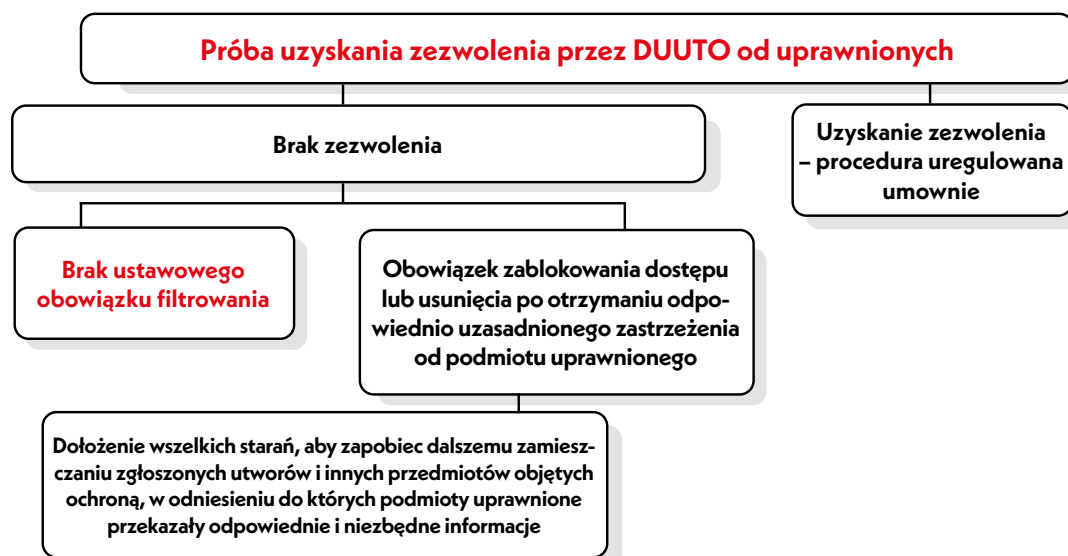 Próba uzyskania zezwolenia przez DUUTO od uprawnionych
Brak zezwolenia
Uzyskanie zezwolenia
– procedura uregulowana
umownie
Brak ustawowego
obowiązku filtrowania
Obowiązek zablokowania dostępu
lub usunięcia po otrzymaniu odpo-
wiednio uzasadnionego zastrzeżenia
od podmiotu uprawnionego
Dołożenie wszelkich starań, aby zapobiec dalszemu zamiesz-
czaniu zgłoszonych utworów i innych przedmiotów objętych
ochroną, w odniesieniu do których podmioty uprawnione
przekazały odpowiednie i niezbędne informacje